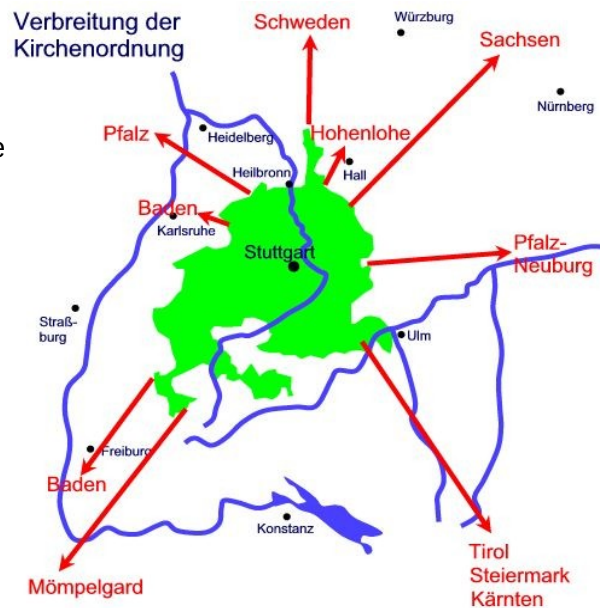 Verbreitung der
Kirchenordnung
Schweden
Würzburg
Sachsen
Nürnberg
e
Pfalz
Heidelberg
Hohenlohe
Heilbronn
Hall
Baden
Karlsruhe
Stuttgart
Pfalz-
Neuburg
Straß-
burg
Ulm
Freiburg
Baden
Konstanz
Mömpelgard
Tirol
Steiermark
Kärnten